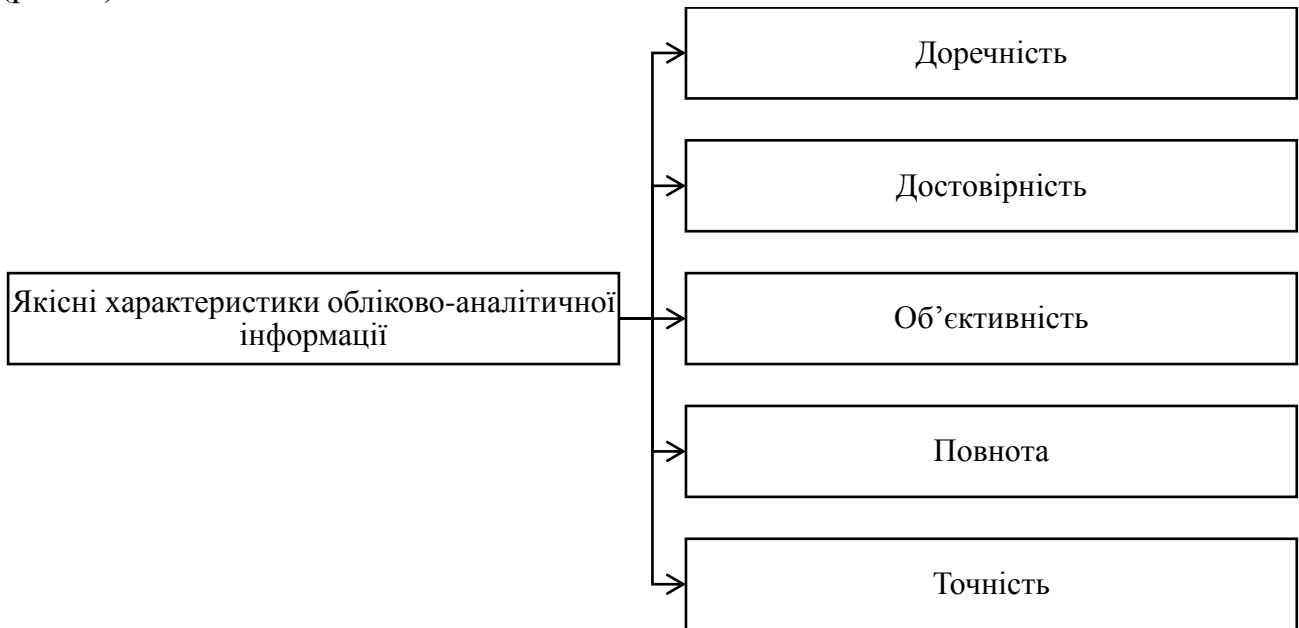 Доречність
Достовірність
Якісні характеристики обліково-аналітичної
інформації
Об’єктивність
Повнота
Точність